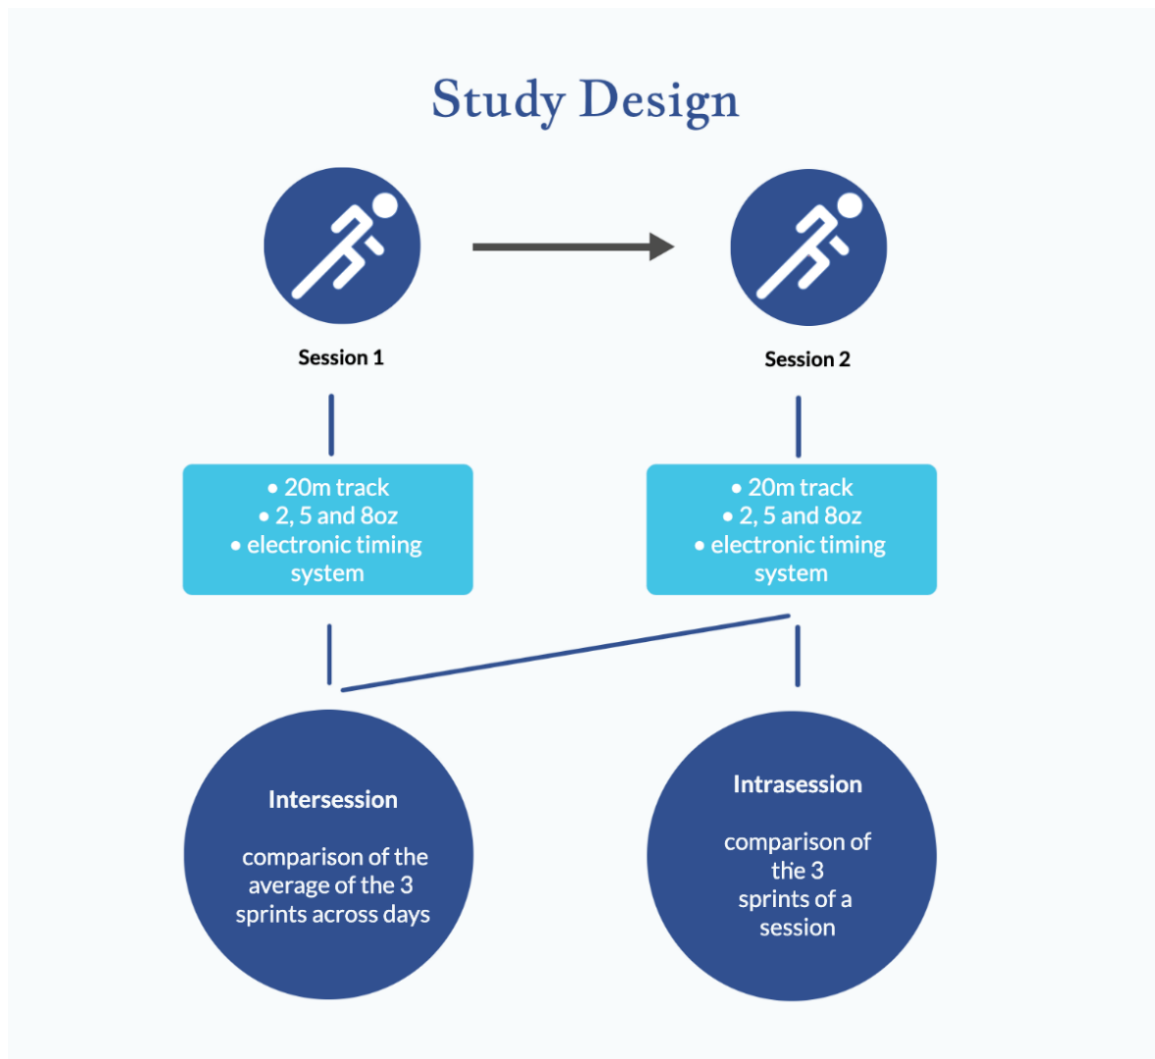 Study Design
Session 1
Session 2
• 20m track
• 2, 5 and 8oz
• electronic timing
system
• 20m track
• 2, 5 and 8oz
• electronic timing
system
Intersession
comparison of the
average of the 3
sprints across days
Intrasession
comparison of
the 3
sprints of a
session